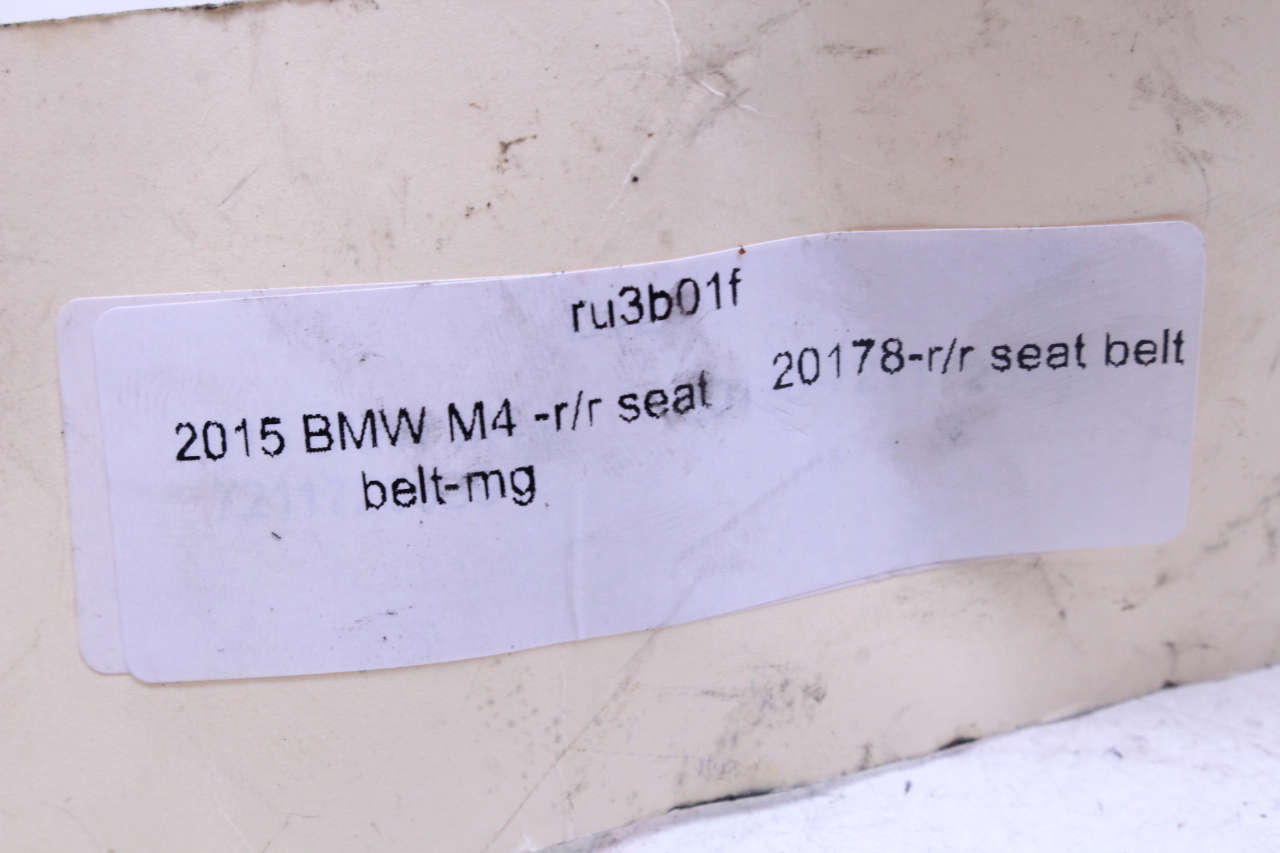 ru3b01f
20178-r/r seat belt
2015 BMW M4 -r/r seat
belt-mg